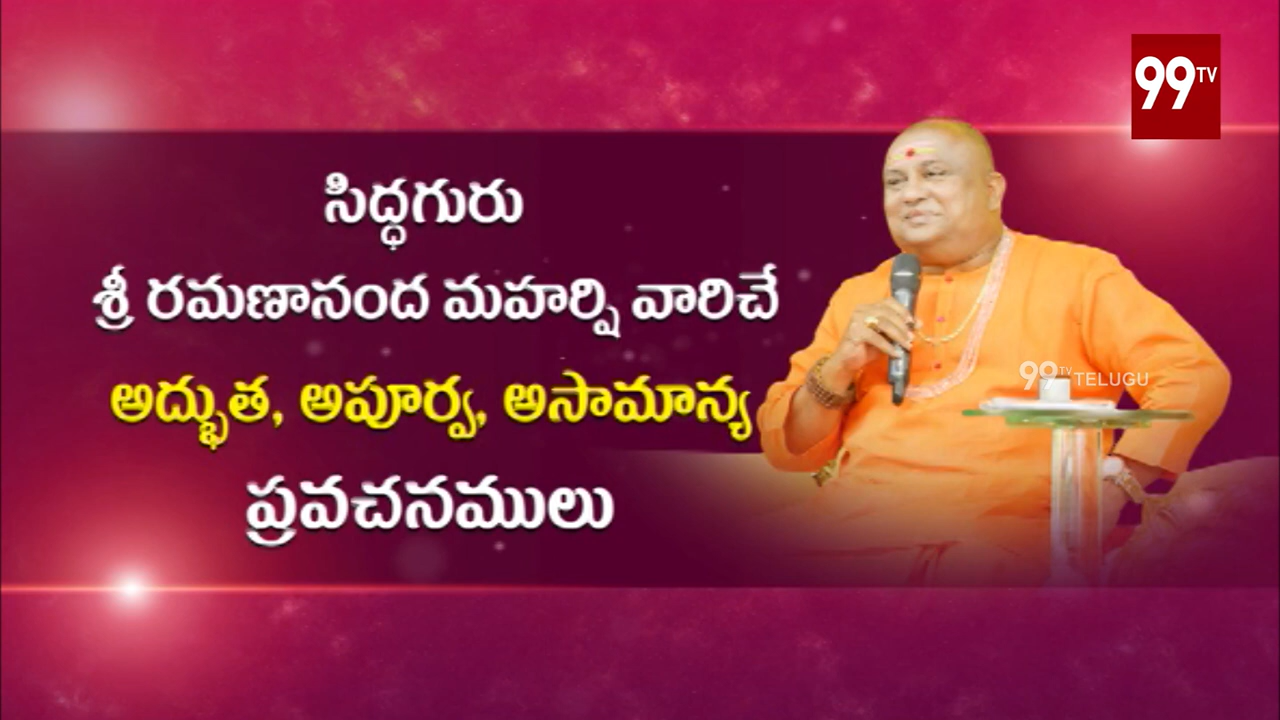 99TV
సిద్ధగురు
శ్రీ రమణానంద మహర్షి వారిచే
అద్భుత, అపూర్వ, అసామాన్య
ప్రవచనములు
99TV TELUGU